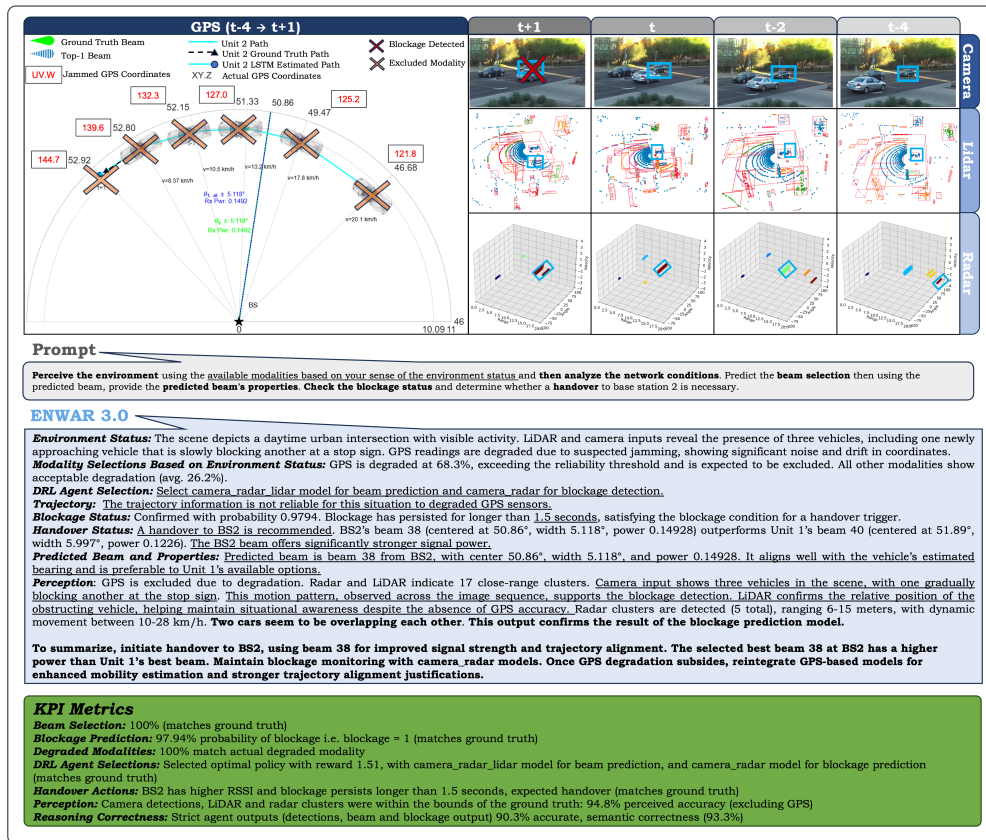 GPS (t-4 → t+1)
t+1
t
t-2
t-4
Ground Truth Beam
Top-1 Beam
UV.W Jammed GPS Coordinates
Unit 2 Path
Unit 2 Ground Truth Path
Unit 2 LSTM Estimated Path
XY.Z Actual GPS Coordinates
Blockage Detected
Excluded Modality
144.7
52.92
139.6
52.80
132.3
52.15
127.0
51.33
50.86
49.47
125.2
121.8
46.68
v=8.37 km/h
v=10.5 km/h
v=13.2 km/h
v=17.8 km/h
v=20.1 km/h
± 5.118°
Rx Pwr: 0.1492
± 5.118°
Rx Pwr: 0.1492
BS
0
46
10.09 11
Camera
Lidar
Radar
Prompt
Perceive the environment using the available modalities based on your sense of the environment status and then analyze the network conditions. Predict the beam selection then using the
predicted beam, provide the predicted beam's properties. Check the blockage status and determine whether a handover to base station 2 is necessary.
ENWAR 3.0
Environment Status: The scene depicts a daytime urban intersection with visible activity. LiDAR and camera inputs reveal the presence of three vehicles, including one newly
approaching vehicle that is slowly blocking another at a stop sign. GPS readings are degraded due to suspected jamming, showing significant noise and drift in coordinates.
Modality Selections Based on Environment Status: GPS is degraded at 68.3%, exceeding the reliability threshold and is expected to be excluded. All other modalities show
acceptable degradation (avg. 26.2%).
DRL Agent Selection: Select camera_radar_lidar model for beam prediction and camera_radar for blockage detection.
Trajectory: The trajectory information is not reliable for this situation to degraded GPS sensors.
Blockage Status: Confirmed with probability 0.9794. Blockage has persisted for longer than 1.5 seconds, satisfying the blockage condition for a handover trigger.
Handover Status: A handover to BS2 is recommended. BS2's beam 38 (centered at 50.86°, width 5.118°, power 0.14928) outperforms Unit 1's beam 40 (centered at 51.89°,
width 5.997°, power 0.1226). The BS2 beam offers significantly stronger signal power.
Predicted Beam and Properties: Predicted beam is beam 38 from BS2, with center 50.86°, width 5.118°, and power 0.14928. It aligns well with the vehicle's estimated
bearing and is preferable to Unit 1's available options.
Perception: GPS is excluded due to degradation. Radar and LiDAR indicate 17 close-range clusters. Camera input shows three vehicles in the scene, with one gradually
blocking another at the stop sign. This motion pattern, observed across the image sequence, supports the blockage detection. LiDAR confirms the relative position of the
obstructing vehicle, helping maintain situational awareness despite the absence of GPS accuracy. Radar clusters are detected (5 total), ranging 6-15 meters, with dynamic
movement between 10-28 km/h. Two cars seem to be overlapping each other. This output confirms the result of the blockage prediction model.
To summarize, initiate handover to BS2, using beam 38 for improved signal strength and trajectory alignment. The selected best beam 38 at BS2 has a higher
power than Unit 1's best beam. Maintain blockage monitoring with camera_radar models. Once GPS degradation subsides, reintegrate GPS-based models for
enhanced mobility estimation and stronger trajectory alignment justifications.
KPI Metrics
Beam Selection: 100% (matches ground truth)
Blockage Prediction: 97.94% probability of blockage i.e. blockage = 1 (matches ground truth)
Degraded Modalities: 100% match actual degraded modality
DRL Agent Selections: Selected optimal policy with reward 1.51, with camera_radar_lidar model for beam prediction, and camera_radar model for blockage prediction
(matches ground truth)
Handover Actions: BS2 has higher RSSI and blockage persists longer than 1.5 seconds, expected handover (matches ground truth)
Perception: Camera detections, LiDAR and radar clusters were within the bounds of the ground truth: 94.8% perceived accuracy (excluding GPS)
Reasoning Correctness: Strict agent outputs (detections, beam and blockage output) 90.3% accurate, semantic correctness (93.3%)